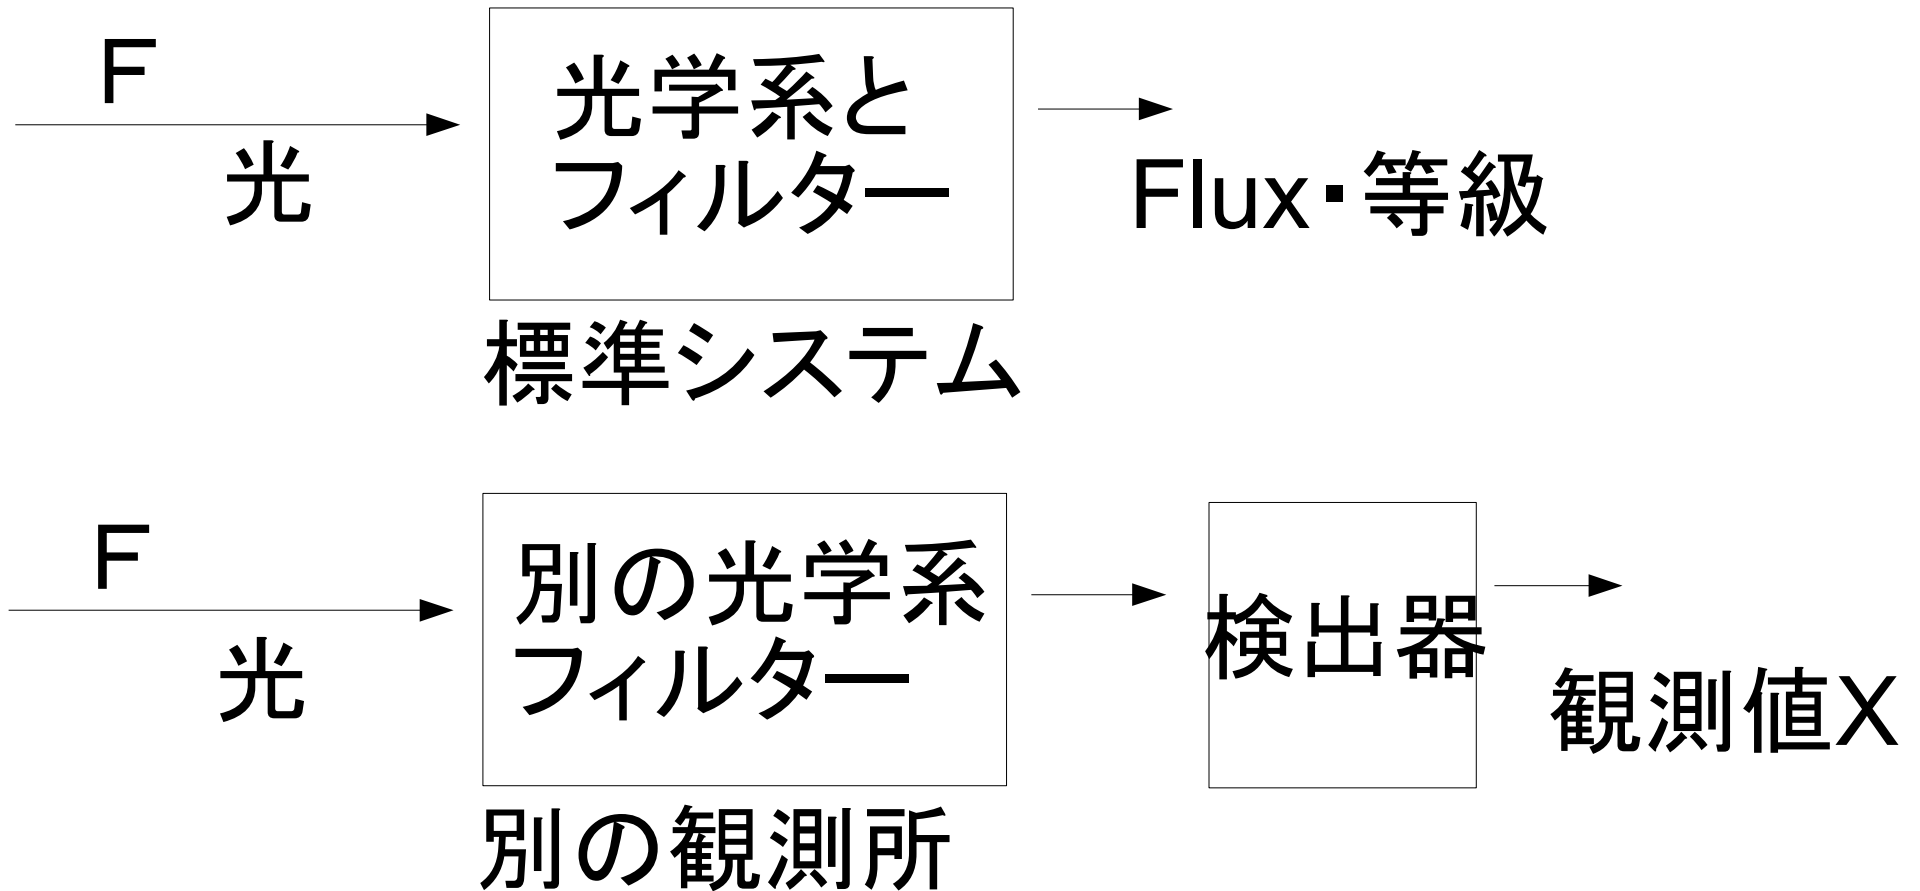 F
光
光学系と
フィルター
Flux・等級
標準システム
F
光
別の光学系
フィルター
検出器
観測値X
別の観測所